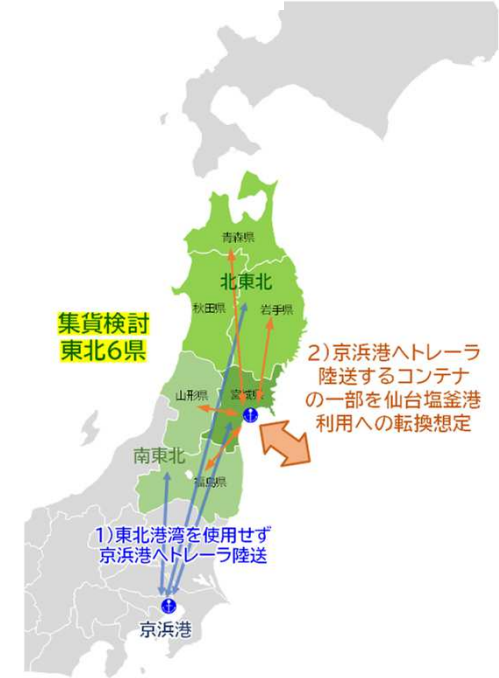 青森県
北東北
秋田県
岩手県
集貨検討
東北6県
2)京浜港へトレーラ
陸送するコンテナ
の一部を仙台塩釜港
利用への転換想定
山形県
宮城県
南東北
福島県
1)東北港湾を使用せず
京浜港へトレーラ陸送
京浜港